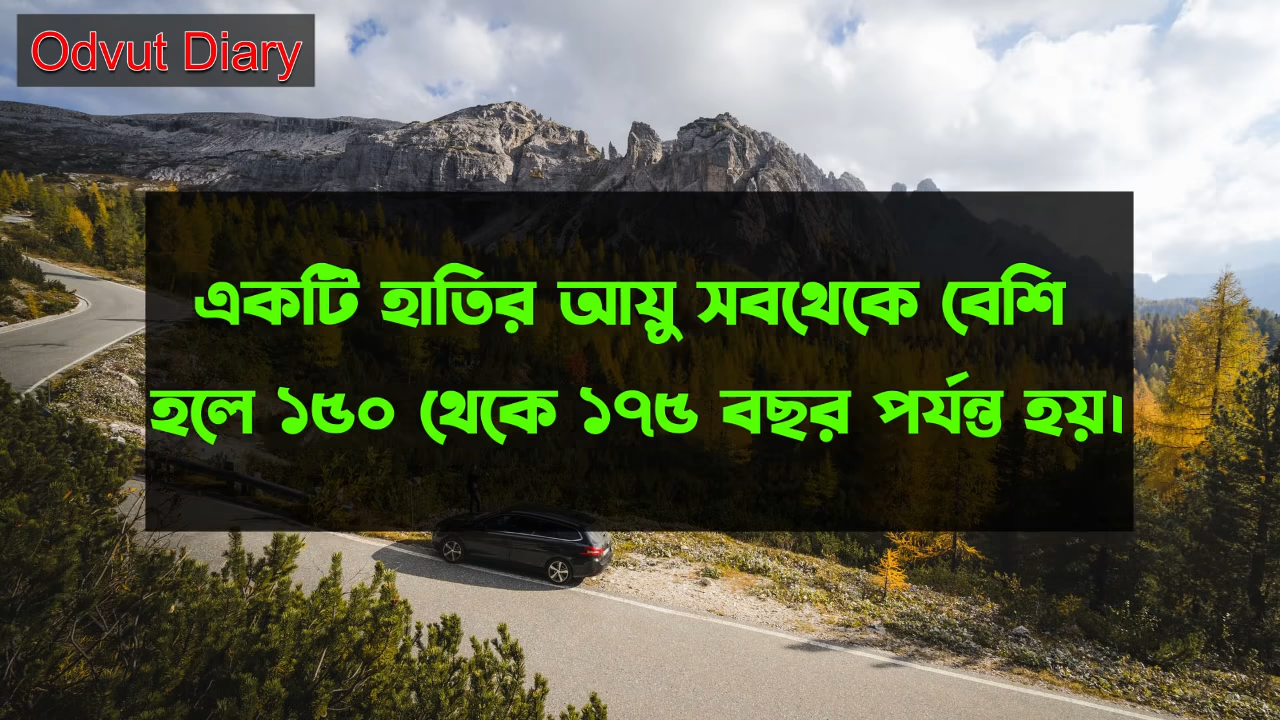 Odvut Diary
একটি হাতির আয়ু সবথেকে বেশি
হলে ১৫০ থেকে ১৭৫ বছর পর্যন্ত হয়।